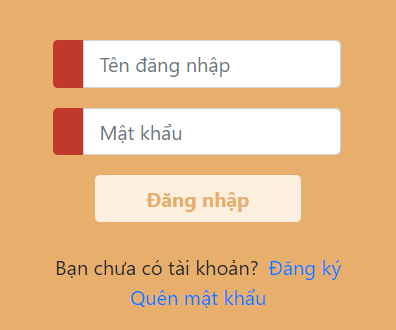 Tên đăng nhập
Mật khẩu
Đăng nhập
Bạn chưa có tài khoản? Đăng ký
Quên mật khẩu